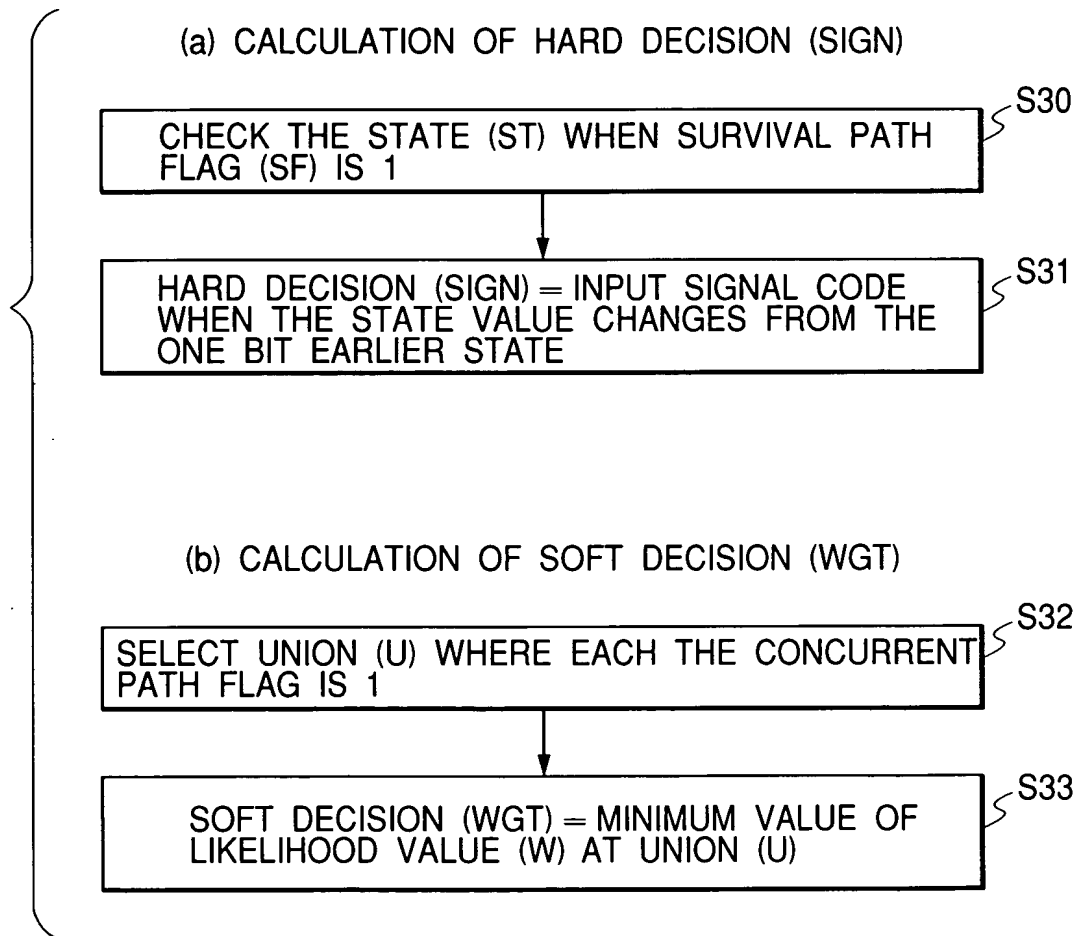 (a) CALCULATION OF HARD DECISION (SIGN)
S30
CHECK THE STATE (ST) WHEN SURVIVAL PATH
FLAG (SF) IS 1
S31
HARD DECISION (SIGN) = INPUT SIGNAL CODE
WHEN THE STATE VALUE CHANGES FROM THE
ONE BIT EARLIER STATE
(b) CALCULATION OF SOFT DECISION (WGT)
S32
SELECT UNION (U) WHERE EACH THE CONCURRENT
PATH FLAG IS 1
S33
SOFT DECISION (WGT) = MINIMUM VALUE OF
LIKELIHOOD VALUE (W) AT UNION (U)